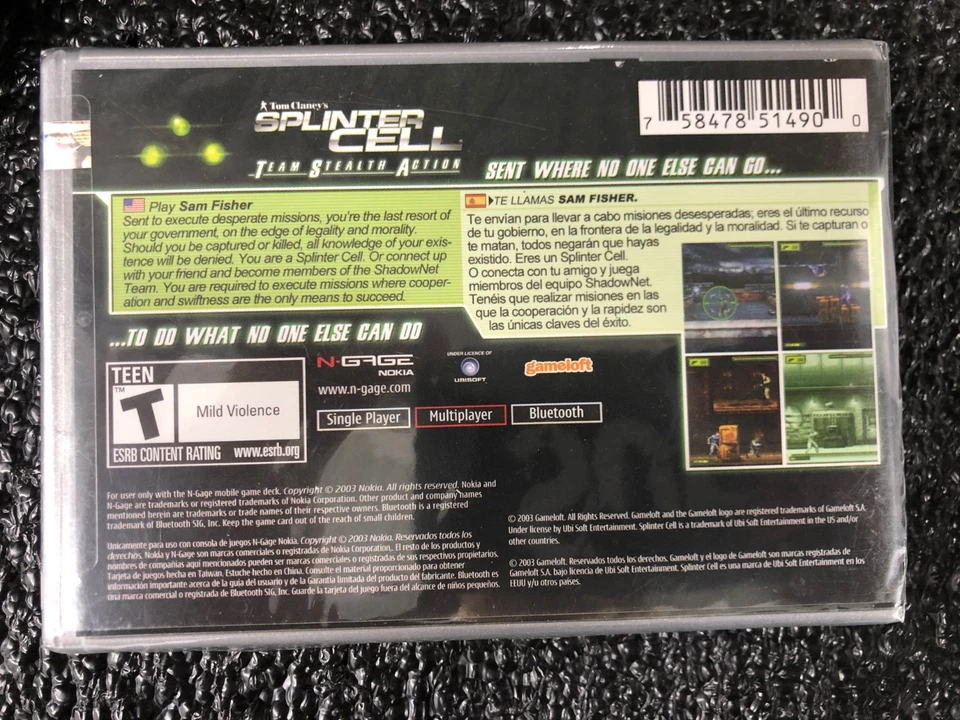 Tom Clancy's
SPLINTER
CELL
TEAM STEALTH ACTION
7 58478 51490 0
SENT WHERE NO ONE ELSE CAN GO...
Play Sam Fisher
Sent to execute desperate missions, you're the last resort of
your government, on the edge of legality and morality.
Should you be captured or killed, all knowledge of your exis-
tence will be denied. You are a Splinter Cell. Or connect up
with your friend and become members of the ShadowNet
Team. You are required to execute missions where cooper-
ation and swiftness are the only means to succeed.
TE LLAMAS SAM FISHER.
Te envían para llevar a cabo misiones desesperadas; eres el último recurso
de tu gobierno, en la frontera de la legalidad y la moralidad. Si te capturan o
te matan, todos negarán que hayas
existido. Eres un Splinter Cell.
O conecta con tu amigo y juega
miembros del equipo ShadowNet.
Tenéis que realizar misiones en las
que la cooperación y la rapidez son
las únicas claves del éxito.
...TO DO WHAT NO ONE ELSE CAN DO
TEEN
T
TM
Mild Violence
ESRB CONTENT RATING www.esrb.org
N-GAGE
NOKIA
www.n-gage.com
UNDER LICENCE OF
UBISOFT
gameloft
Single Player
Multiplayer
Bluetooth
For user only with the N-Gage mobile game deck. Copyright © 2003 Nokia. All rights reserved. Nokia and
N-Gage are trademarks or registered trademarks of Nokia Corporation. Other product and company names
mentioned herein are trademarks or trade names of their respective owners. Bluetooth is a registered
trademark of Bluetooth SIG, Inc. Keep the game card out of the reach of small children.
Unicamente para uso con consola de juegos N-Gage Nokia. Copyright © 2003 Nokia. Reservados todos los
derechos. Nokia y N-Gage son marcas comerciales o registradas de Nokia Corporation. El resto de productos y
nombres de compañías aquí mencionados pueden ser marcas comerciales o registradas de sus respectivos propietarios.
Tarjeta de juegos hecha en Taiwan. Estuche hecho en China. Consulte el material proporcionado para obtener
información importante acerca de la guía del usuario y de la Garantía limitada del producto del fabricante. Bluetooth es
una marca comercial o registrada de Bluetooth SIG, Inc. Guarde la tarjeta del juego fuera del alcance de niños pequeños.
© 2003 Gameloft. All Rights Reserved. Gameloft and the Gameloft logo are registered trademarks of Gameloft S.A.
Under license by Ubi Soft Entertainment. Splinter Cell is a trademark of Ubi Soft Entertainment in the US and/or
other countries.
© 2003 Gameloft, Reservados todos los derechos. Gameloft y el logo de Gameloft son marcas registradas de
Gameloft S.A. bajo licencia de Ubi Soft Entertainment. Splinter Cell es una marca de Ubi Soft Entertainment en los
EEUU y/u otros países.